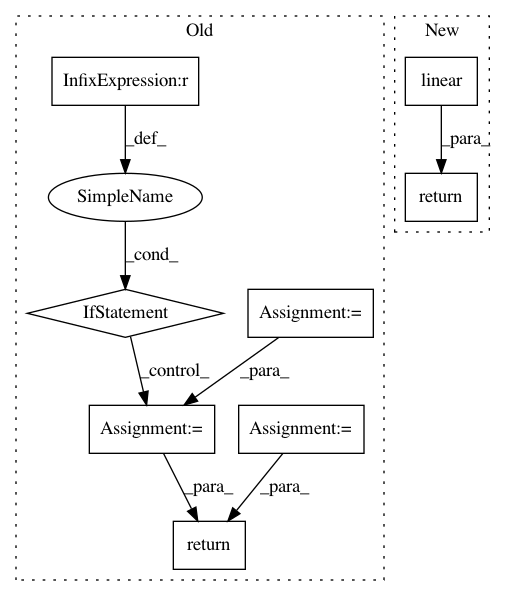 Old
New
InfixExpression:r
linear
_def_
_para_
SimpleName
return
_cond_
IfStatement
Assignment:=
_control_
_para_
Assignment:=
Assignment:=
_para_
_para_
return